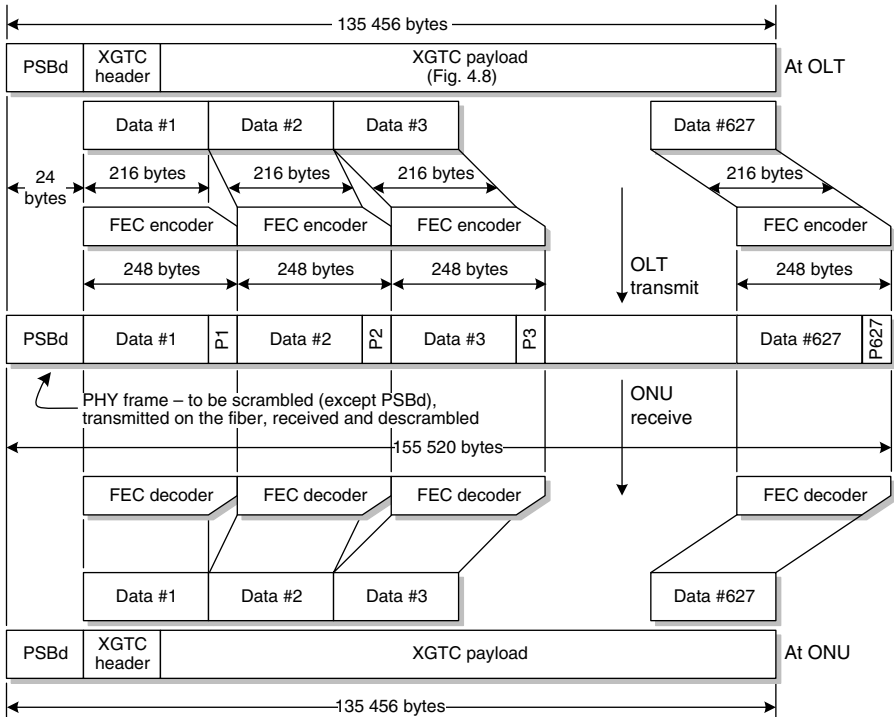 135 456 bytes
PSBd
XGTC
header
XGTC payload
(Fig. 4.8)
At OLT
Data #1
Data #2
Data #3
Data #627
24
bytes
216 bytes
216 bytes
216 bytes
216 bytes
FEC encoder
FEC encoder
FEC encoder
FEC encoder
248 bytes
248 bytes
248 bytes
248 bytes
OLT
transmit
PSBd
Data #1
P1
Data #2
P2
Data #3
P3
Data #627
P627
PHY frame – to be scrambled (except PSBd),
transmitted on the fiber, received and descrambled
ONU
receive
155 520 bytes
FEC decoder
FEC decoder
FEC decoder
FEC decoder
Data #1
Data #2
Data #3
Data #627
PSBd
XGTC
header
XGTC payload
At ONU
135 456 bytes